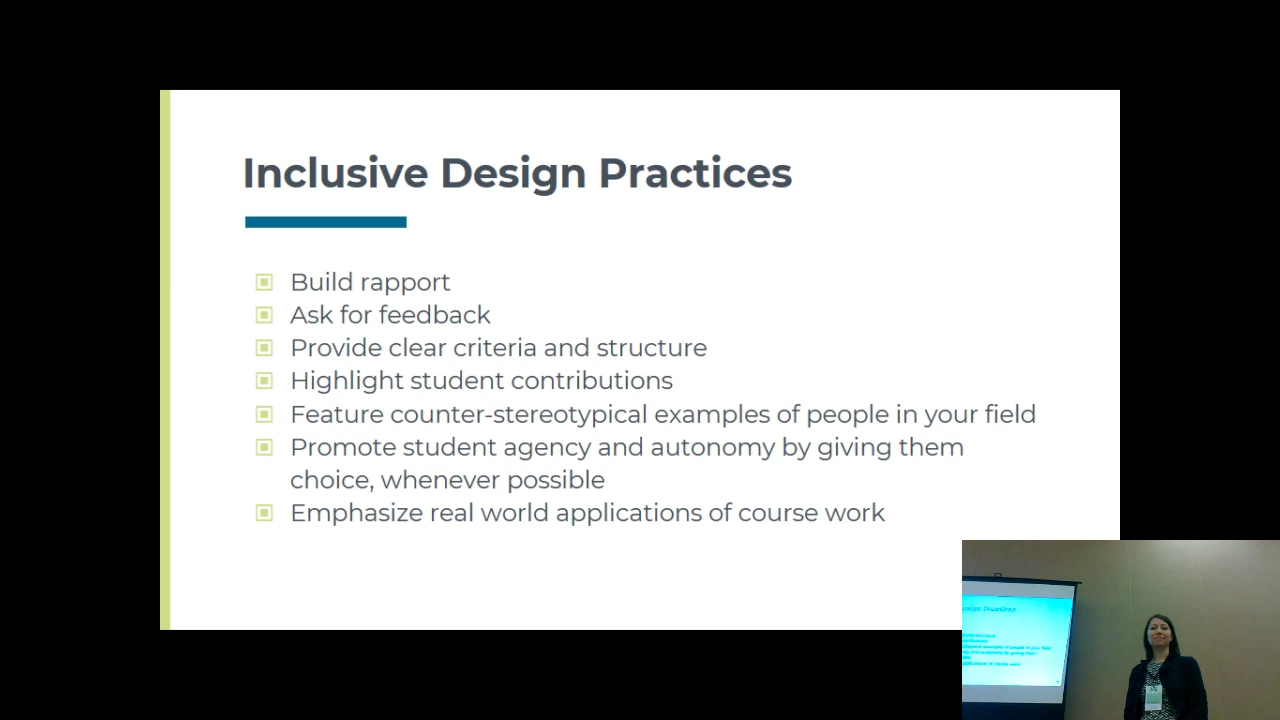 Inclusive Design Practices
Build rapport
Ask for feedback
Provide clear criteria and structure
Highlight student contributions
Feature counter-stereotypical examples of people in your field
Promote student agency and autonomy by giving them
choice, whenever possible
Emphasize real world applications of course work